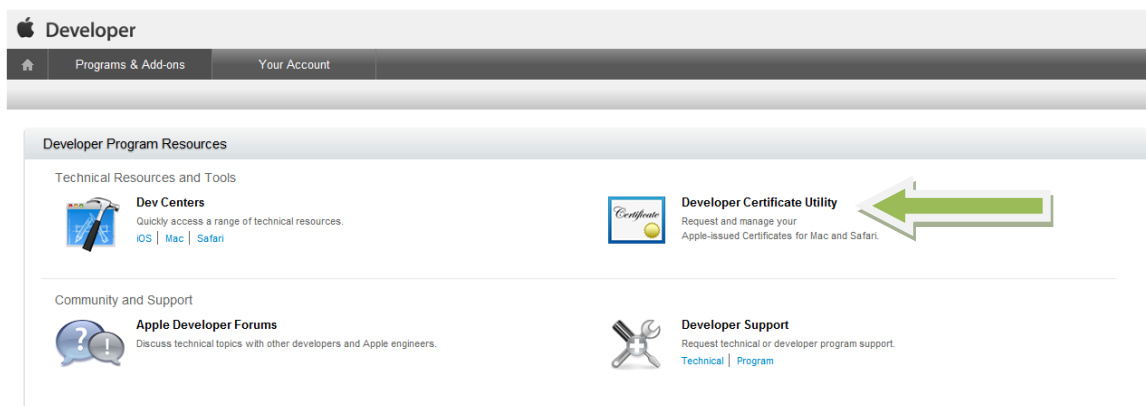 Developer
Programs & Add-ons Your Account
Developer Program Resources
Technical Resources and Tools
Dev Centers
Quickly access a range of technical resources.
iOS | Mac | Safari
Certificate
Developer Certificate Utility
Request and manage your
Apple-issued Certificates for Mac and Safari.
Community and Support
Apple Developer Forums
Discuss technical topics with other developers and Apple engineers.
Developer Support
Request technical or developer program support.
Technical | Program